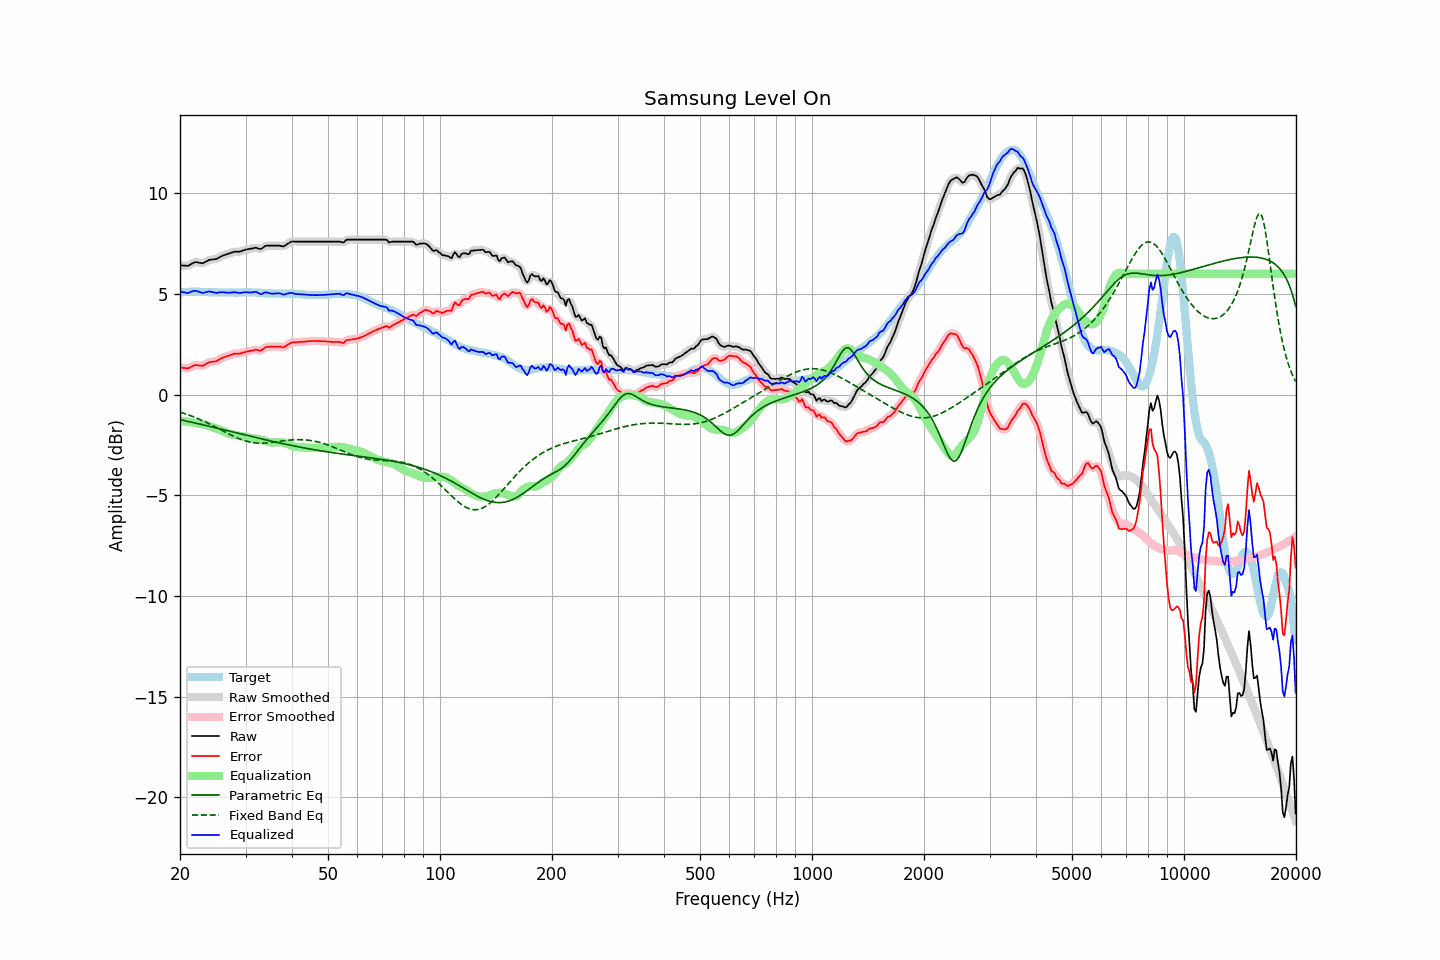 Samsung Level On
Amplitude (dBr)
10
5
0
−5
−10
−15
−20
Target
Raw Smoothed
Error Smoothed
Raw
Error
Equalization
Parametric Eq
Fixed Band Eq
Equalized
20 50 100 200 500 1000 2000 5000 10000 20000
Frequency (Hz)